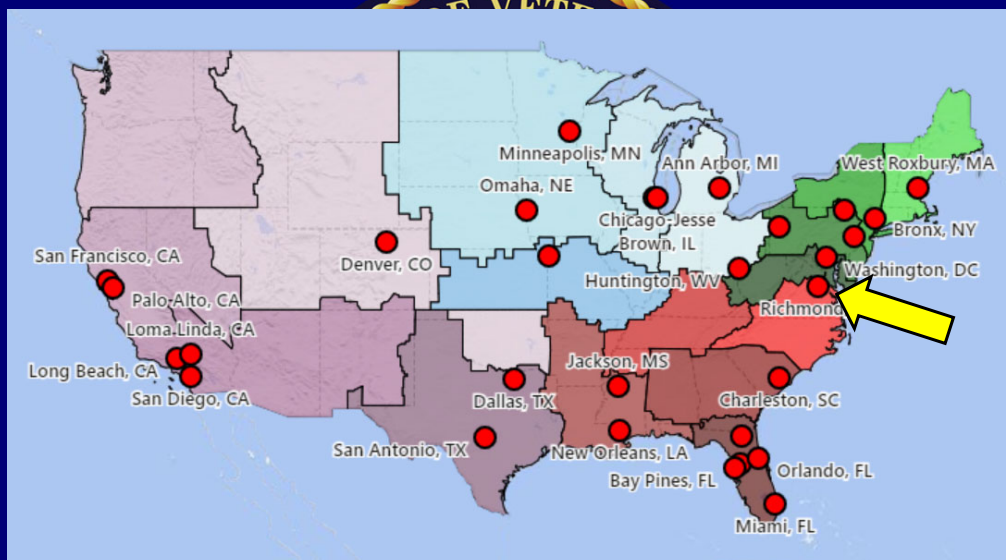 OF VETE
Minneapolis, MN
Ann Arbor, MI
West Roxbury, MA
Omaha, NE
Chicago-Jesse
Brown, IL
Bronx, NY
San Francisco, CA
Denver, CO
Huntington, WV
Washington, DC
Palo Alto, CA
Richmond
Loma Linda, CA
Long Beach, CA
San Diego, CA
Jackson, MS
Dallas, TX
Charleston, SC
San Antonio, TX
New Orleans, LA
Bay Pines, FL
Orlando, FL
Miami, FL